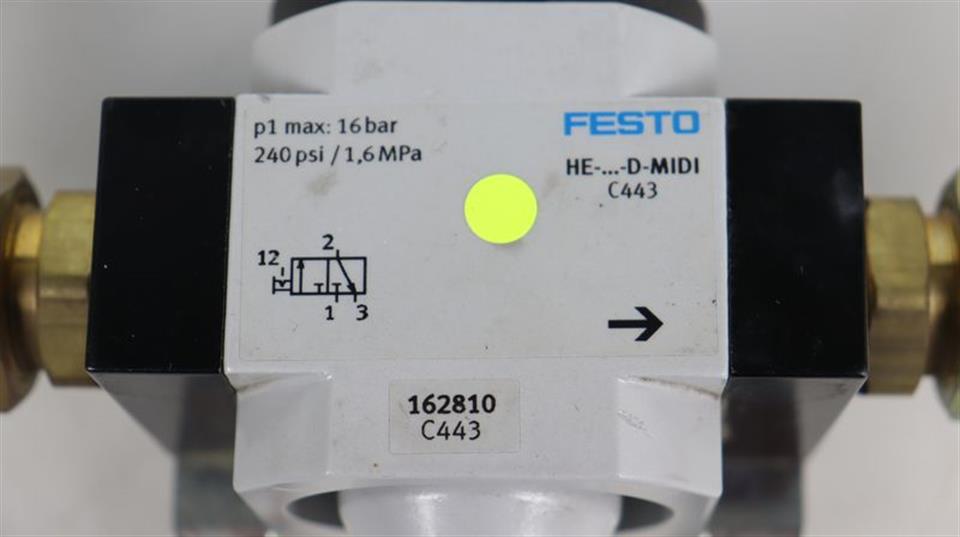 p1 max: 16 bar
240 psi / 1,6 MPa
FESTO
HE-...-D-MIDI
C443
2
12
1 3
162810
C443